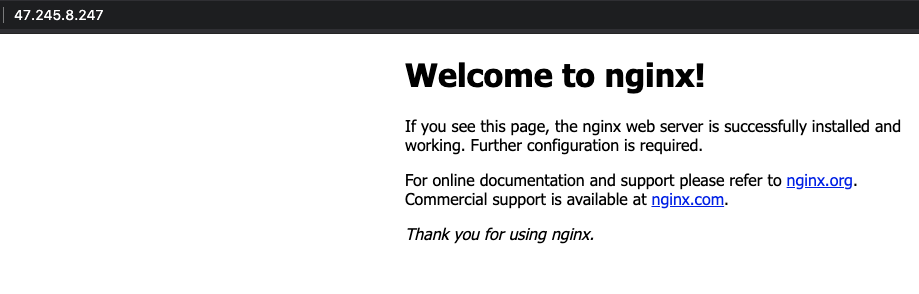 47.245.8.247
Welcome to nginx!
If you see this page, the nginx web server is successfully installed and
working. Further configuration is required.
For online documentation and support please refer to nginx.org.
Commercial support is available at nginx.com.
Thank you for using nginx.